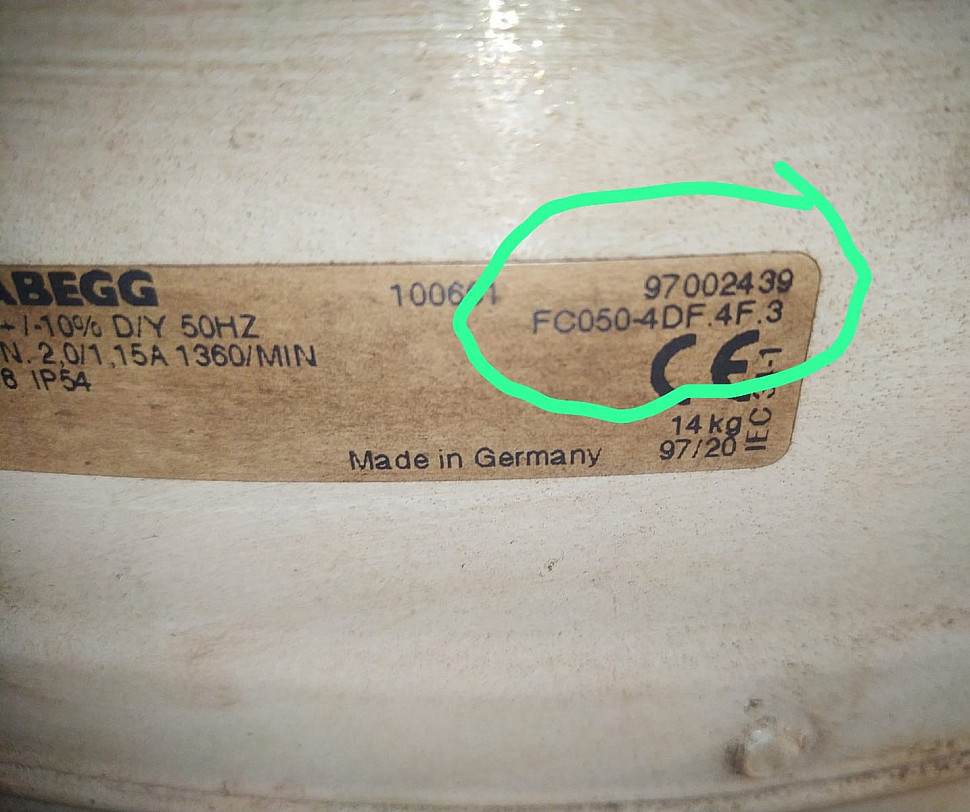 ABEGG 97002439
+/-10% D/Y 50HZ FC050-4DF.4F.3
N. 2,0/1,15A 1360/MIN
8 IP54 CE
14 kg
Made in Germany 97/20